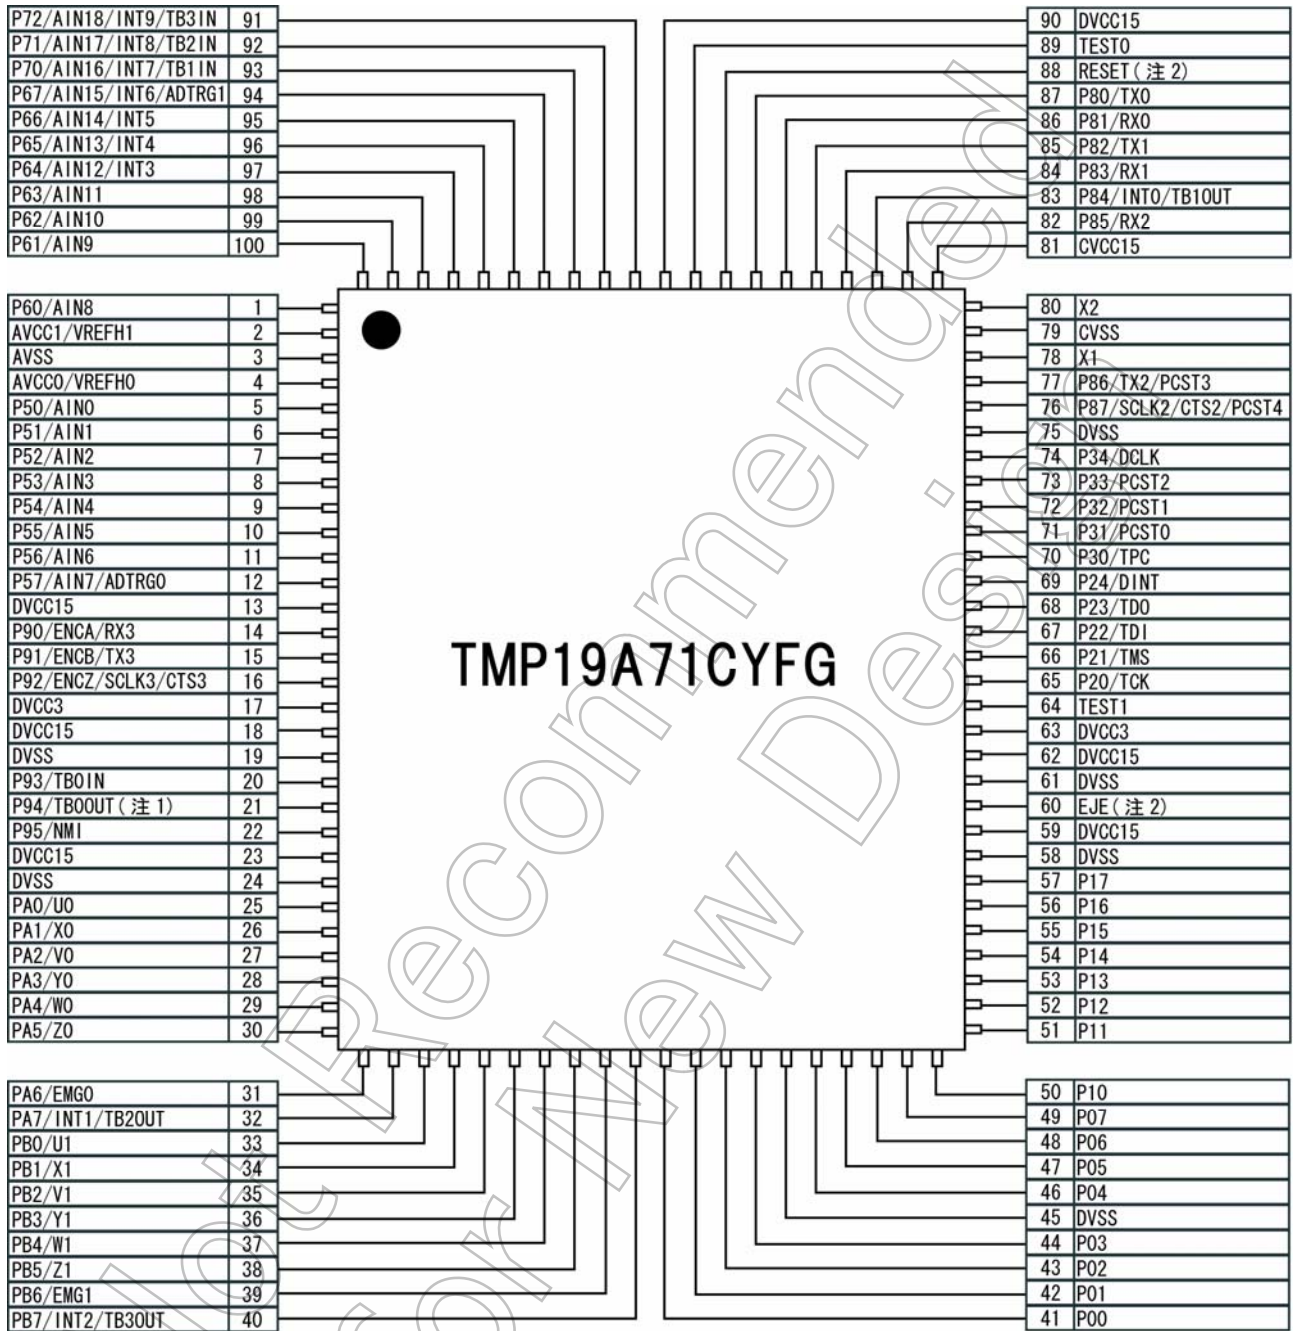 P72/AIN18/INT9/TB3IN 91
P71/AIN17/INT8/TB2IN 92
P70/AIN16/INT7/TB1IN 93
P67/AIN15/INT6/ADTRG1 94
P66/AIN14/INT5 95
P65/AIN13/INT4 96
P64/AIN12/INT3 97
P63/AIN11 98
P62/AIN10 99
P61/AIN9 100
90 DVCC15
89 TEST0
88 RESET(注2)
87 P80/TX0
86 P81/RX0
85 P82/TX1
84 P83/RX1
83 P84/INT0/TB1OUT
82 P85/RX2
81 CVCC15
P60/AIN8 1
AVCC1/VREFH1 2
AVSS 3
AVCC0/VREFH0 4
P50/AIN0 5
P51/AIN1 6
P52/AIN2 7
P53/AIN3 8
P54/AIN4 9
P55/AIN5 10
P56/AIN6 11
P57/AIN7/ADTRG0 12
DVCC15 13
P90/ENCA/RX3 14
P91/ENCB/TX3 15
P92/ENCZ/SCLK3/CTS3 16
DVCC3 17
DVCC15 18
DVSS 19
P93/TB0IN 20
P94/TB0OUT(注1) 21
P95/NMI 22
DVCC15 23
DVSS 24
PA0/U0 25
PA1/X0 26
PA2/V0 27
PA3/Y0 28
PA4/W0 29
PA5/Z0 30
TMP19A71CYFG
80 X2
79 CVSS
78 X1
77 P86/TX2/PCST3
76 P87/SCLK2/CTS2/PCST4
75 DVSS
74 P34/DCLK
73 P33/PCST2
72 P32/PCST1
71 P31/PCST0
70 P30/TPC
69 P24/DINT
68 P23/TDO
67 P22/TDI
66 P21/TMS
65 P20/TCK
64 TEST1
63 DVCC3
62 DVCC15
61 DVSS
60 EJE(注2)
59 DVCC15
58 DVSS
57 P17
56 P16
55 P15
54 P14
53 P13
52 P12
51 P11
PA6/EMG0 31
PA7/INT1/TB2OUT 32
PB0/U1 33
PB1/X1 34
PB2/V1 35
PB3/Y1 36
PB4/W1 37
PB5/Z1 38
PB6/EMG1 39
PB7/INT2/TB3OUT 40
50 P10
49 P07
48 P06
47 P05
46 P04
45 DVSS
44 P03
43 P02
42 P01
41 P00
Not Recommended
for New Design